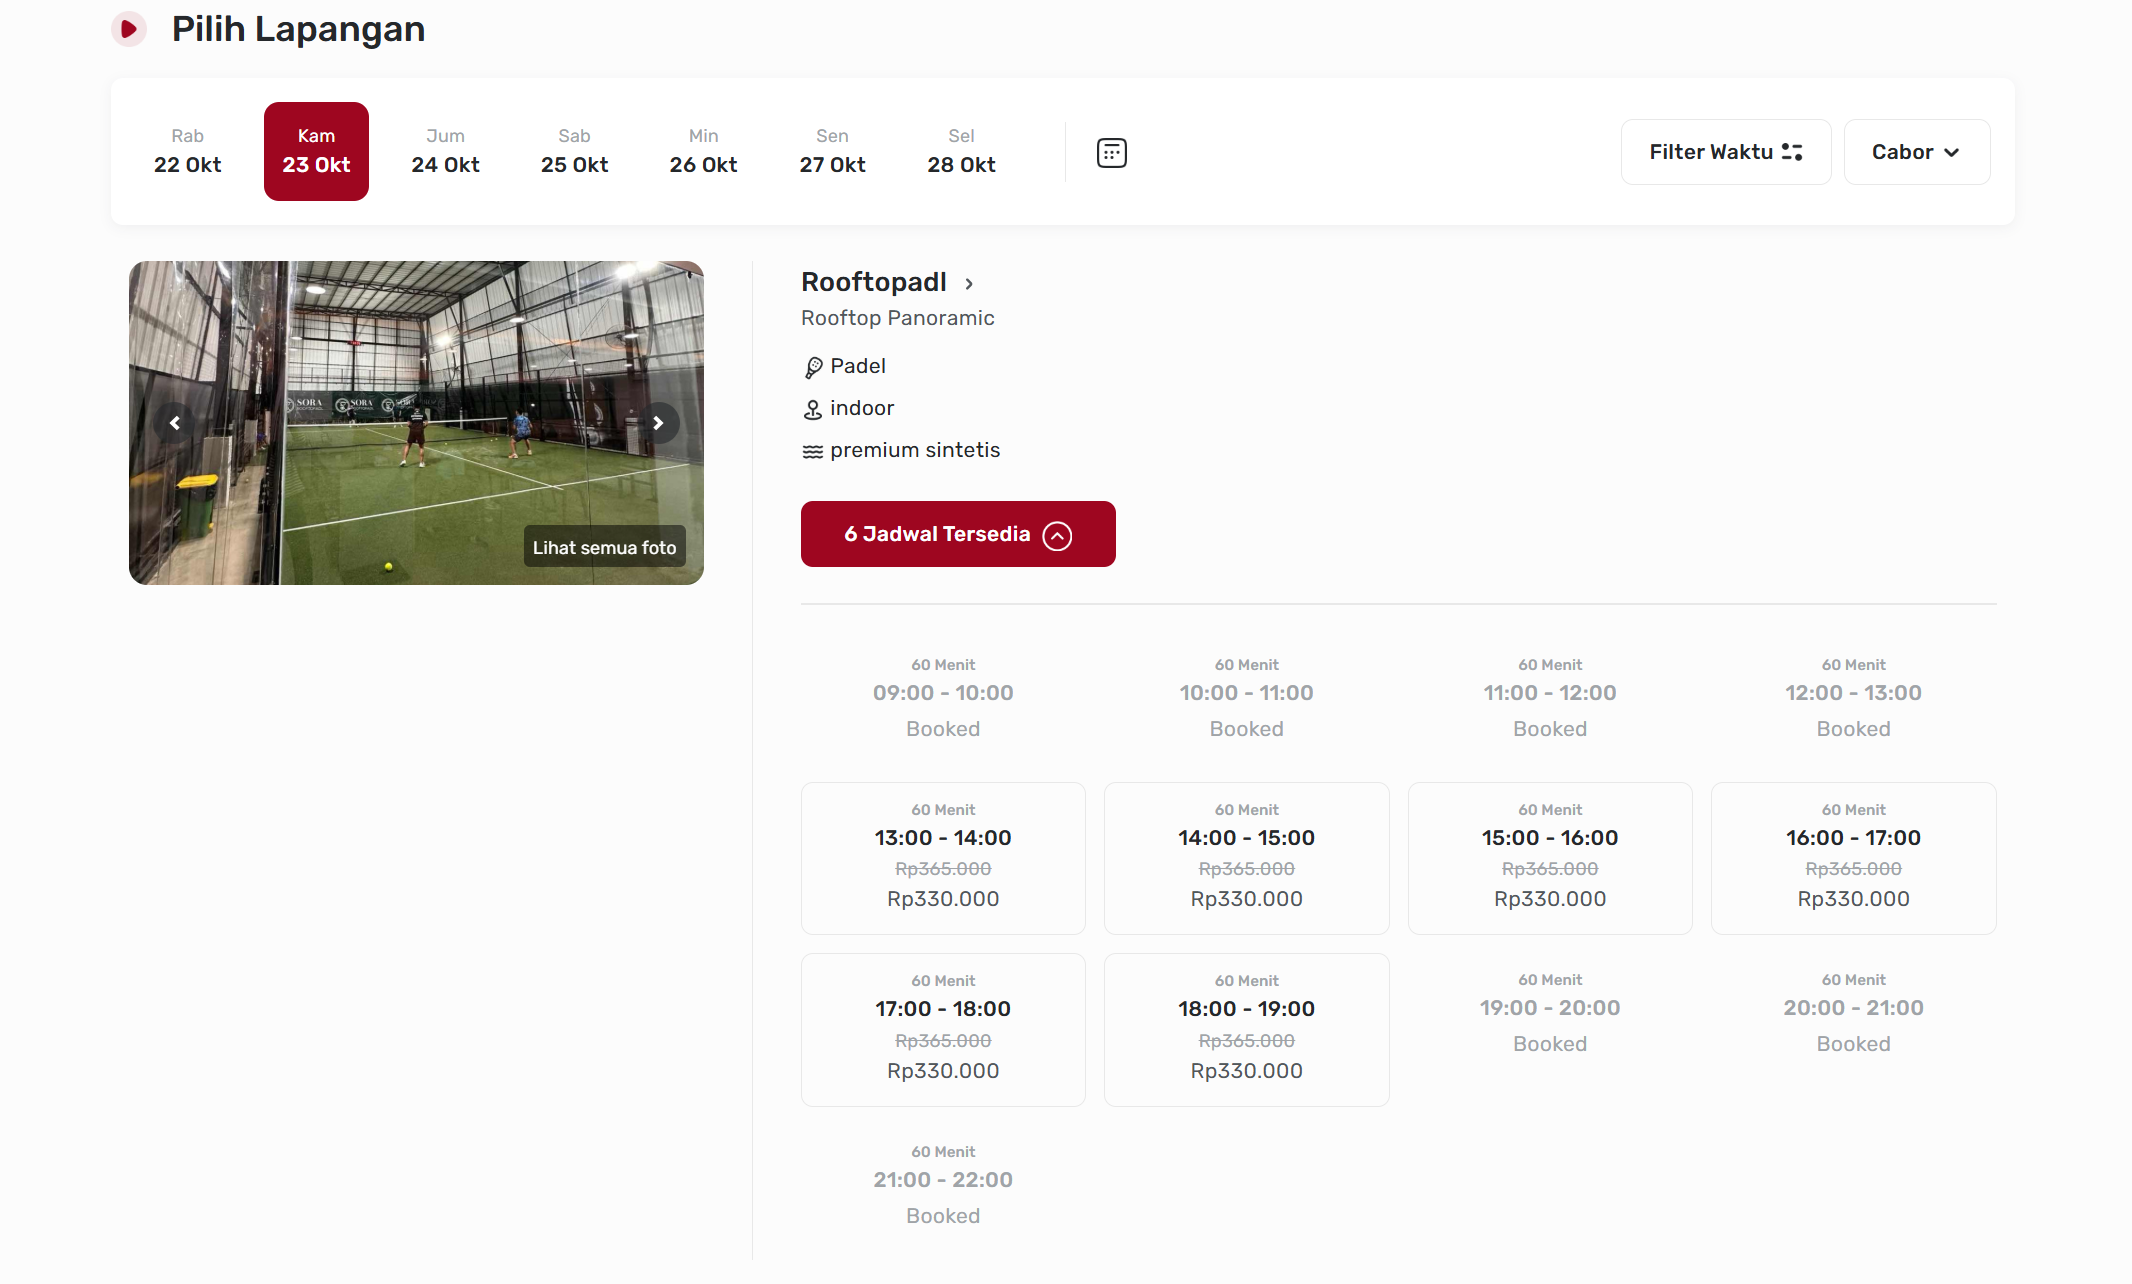 Pilih Lapangan
Rab
22 Okt
Kam
23 Okt
Jum
24 Okt
Sab
25 Okt
Min
26 Okt
Sen
27 Okt
Sel
28 Okt
Filter Waktu
Cabor
SORA
SORA
Lihat semua foto
Rooftopadl
Rooftop Panoramic
Padel
indoor
premium sintetis
6 Jadwal Tersedia
60 Menit
09:00 - 10:00
Booked
60 Menit
10:00 - 11:00
Booked
60 Menit
11:00 - 12:00
Booked
60 Menit
12:00 - 13:00
Booked
60 Menit
13:00 - 14:00
Rp365.000
Rp330.000
60 Menit
14:00 - 15:00
Rp365.000
Rp330.000
60 Menit
15:00 - 16:00
Rp365.000
Rp330.000
60 Menit
16:00 - 17:00
Rp365.000
Rp330.000
60 Menit
17:00 - 18:00
Rp365.000
Rp330.000
60 Menit
18:00 - 19:00
Rp365.000
Rp330.000
60 Menit
19:00 - 20:00
Booked
60 Menit
20:00 - 21:00
Booked
60 Menit
21:00 - 22:00
Booked